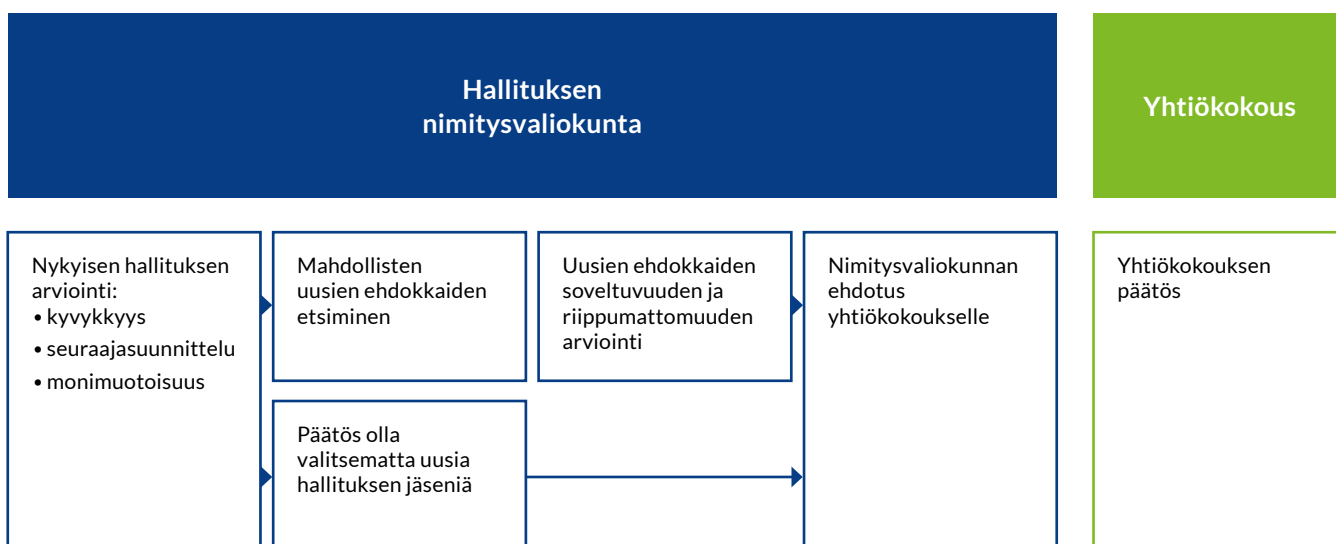 Hallituksen
nimitysvaliokunta
Yhtiökokous
Nykyisen hallituksen
arviointi:
• kyvykkyys
• seuraajasuunnittelu
• monimuotoisuus
Mahdollisten
uusien ehdokkaiden
etsiminen
Uusien ehdokkaiden
soveltuvuuden ja
riippumattomuuden
arviointi
Nimitysvaliokunnan
ehdotus
yhtiökokoukselle
Yhtiökokouksen
päätös
Päätös olla
valitsematta uusia
hallituksen jäseniä